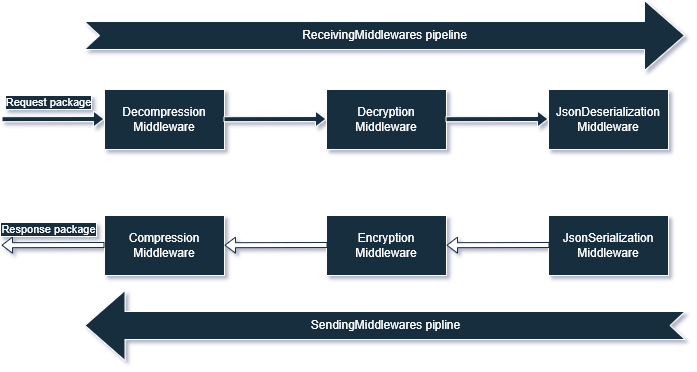 ReceivingMiddlewares pipeline
Request package
Decompression
Middleware
Decryption
Middleware
JsonDeserialization
Middleware
Response package
Compression
Middleware
Encryption
Middleware
JsonSerialization
Middleware
SendingMiddlewares pipline